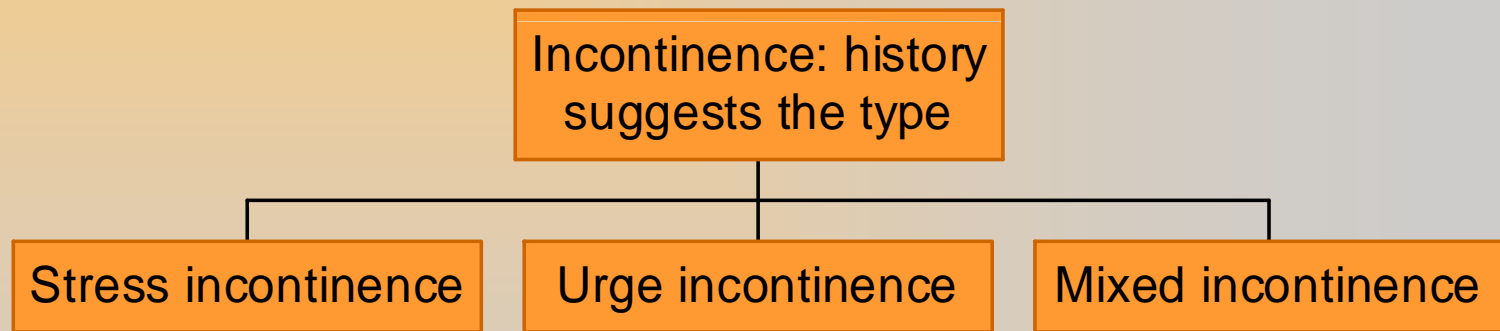 Incontinence: history
suggests the type
Stress incontinence
Urge incontinence
Mixed incontinence